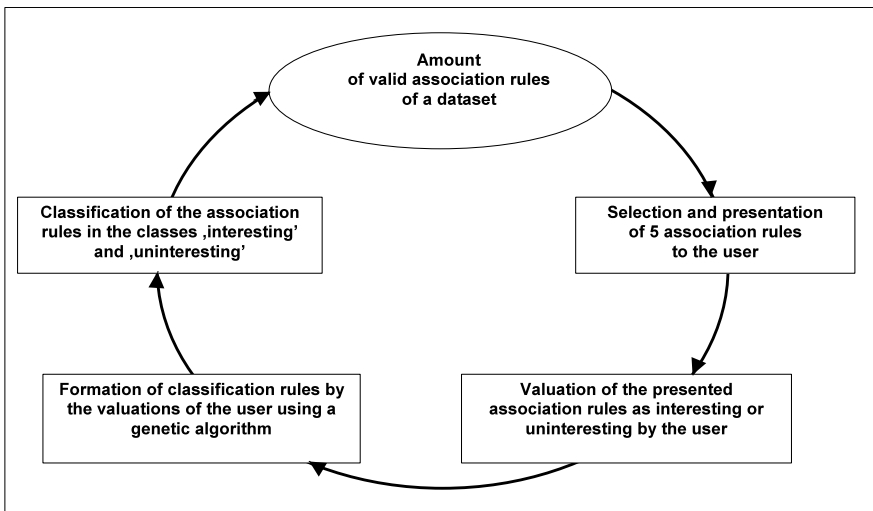 Amount
of valid association rules
of a dataset
Selection and presentation
of 5 association rules
to the user
Valuation of the presented
association rules as interesting or
uninteresting by the user
Formation of classification rules by
the valuations of the user using a
genetic algorithm
Classification of the association
rules in the classes ‚interesting’
and ‚uninteresting’